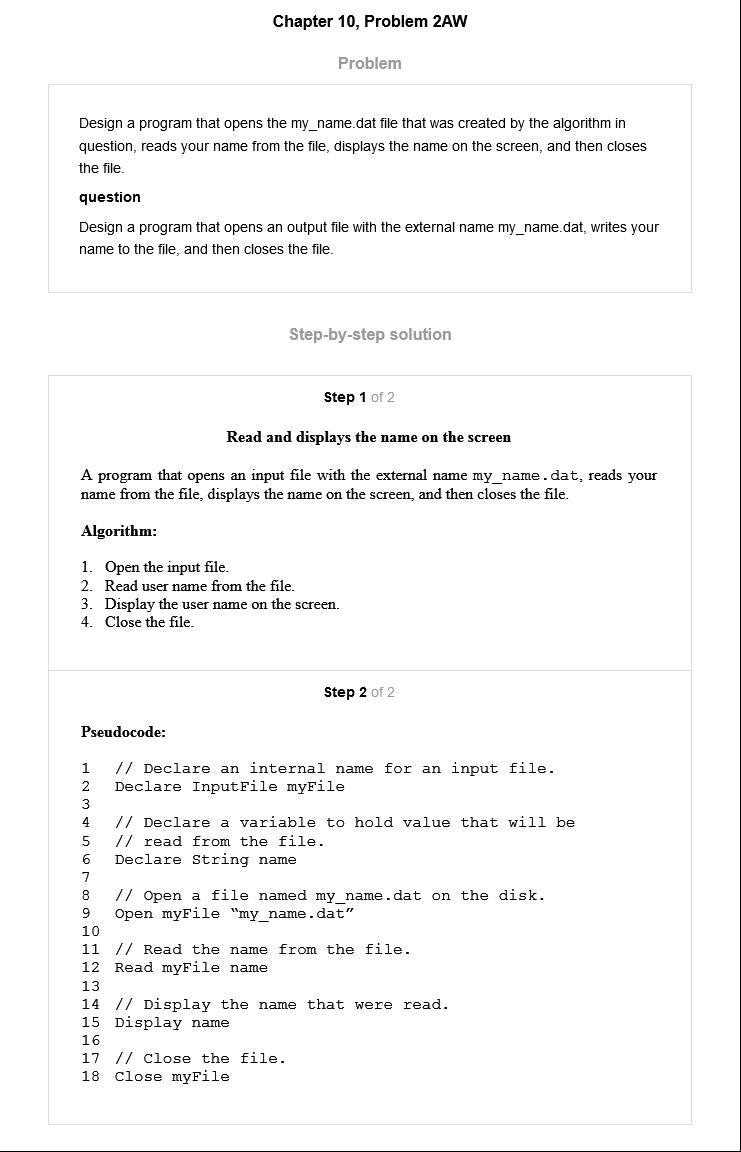 Chapter 10, Problem 2AW
Problem
Design a program that opens the my_name.dat file that was created by the algorithm in
question, reads your name from the file, displays the name on the screen, and then closes
the file.
question
Design a program that opens an output file with the external name my_name.dat, writes your
name to the file, and then closes the file.
Step-by-step solution
Step 1 of 2
Read and displays the name on the screen
A program that opens an input file with the external name my_name.dat, reads your
name from the file, displays the name on the screen, and then closes the file.
Algorithm:
1. Open the input file.
2. Read user name from the file.
3. Display the user name on the screen.
4. Close the file.
Step 2 of 2
Pseudocode:
1 // Declare an internal name for an input file.
2 Declare InputFile myFile
3
4 // Declare a variable to hold value that will be
5 // read from the file.
6 Declare String name
7
8 // Open a file named my_name.dat on the disk.
9 Open myFile “my_name.dat”
10
11 // Read the name from the file.
12 Read myFile name
13
14 // Display the name that were read.
15 Display name
16
17 // Close the file.
18 Close myFile